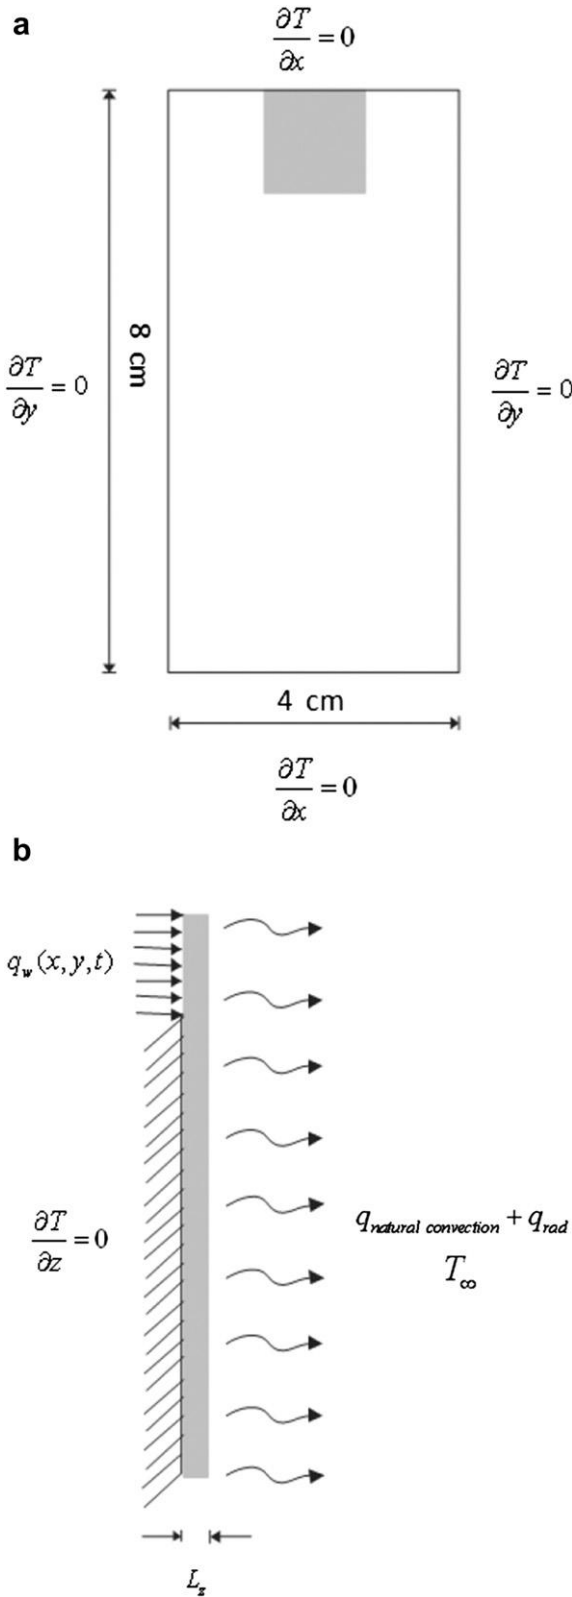 a
∂T/∂x = 0
8 cm
∂T/∂y = 0
∂T/∂y = 0
4 cm
∂T/∂x = 0
b
q_w(x,y,t)
∂T/∂z = 0
q_natural convection + q_rad
T_∞
L_z